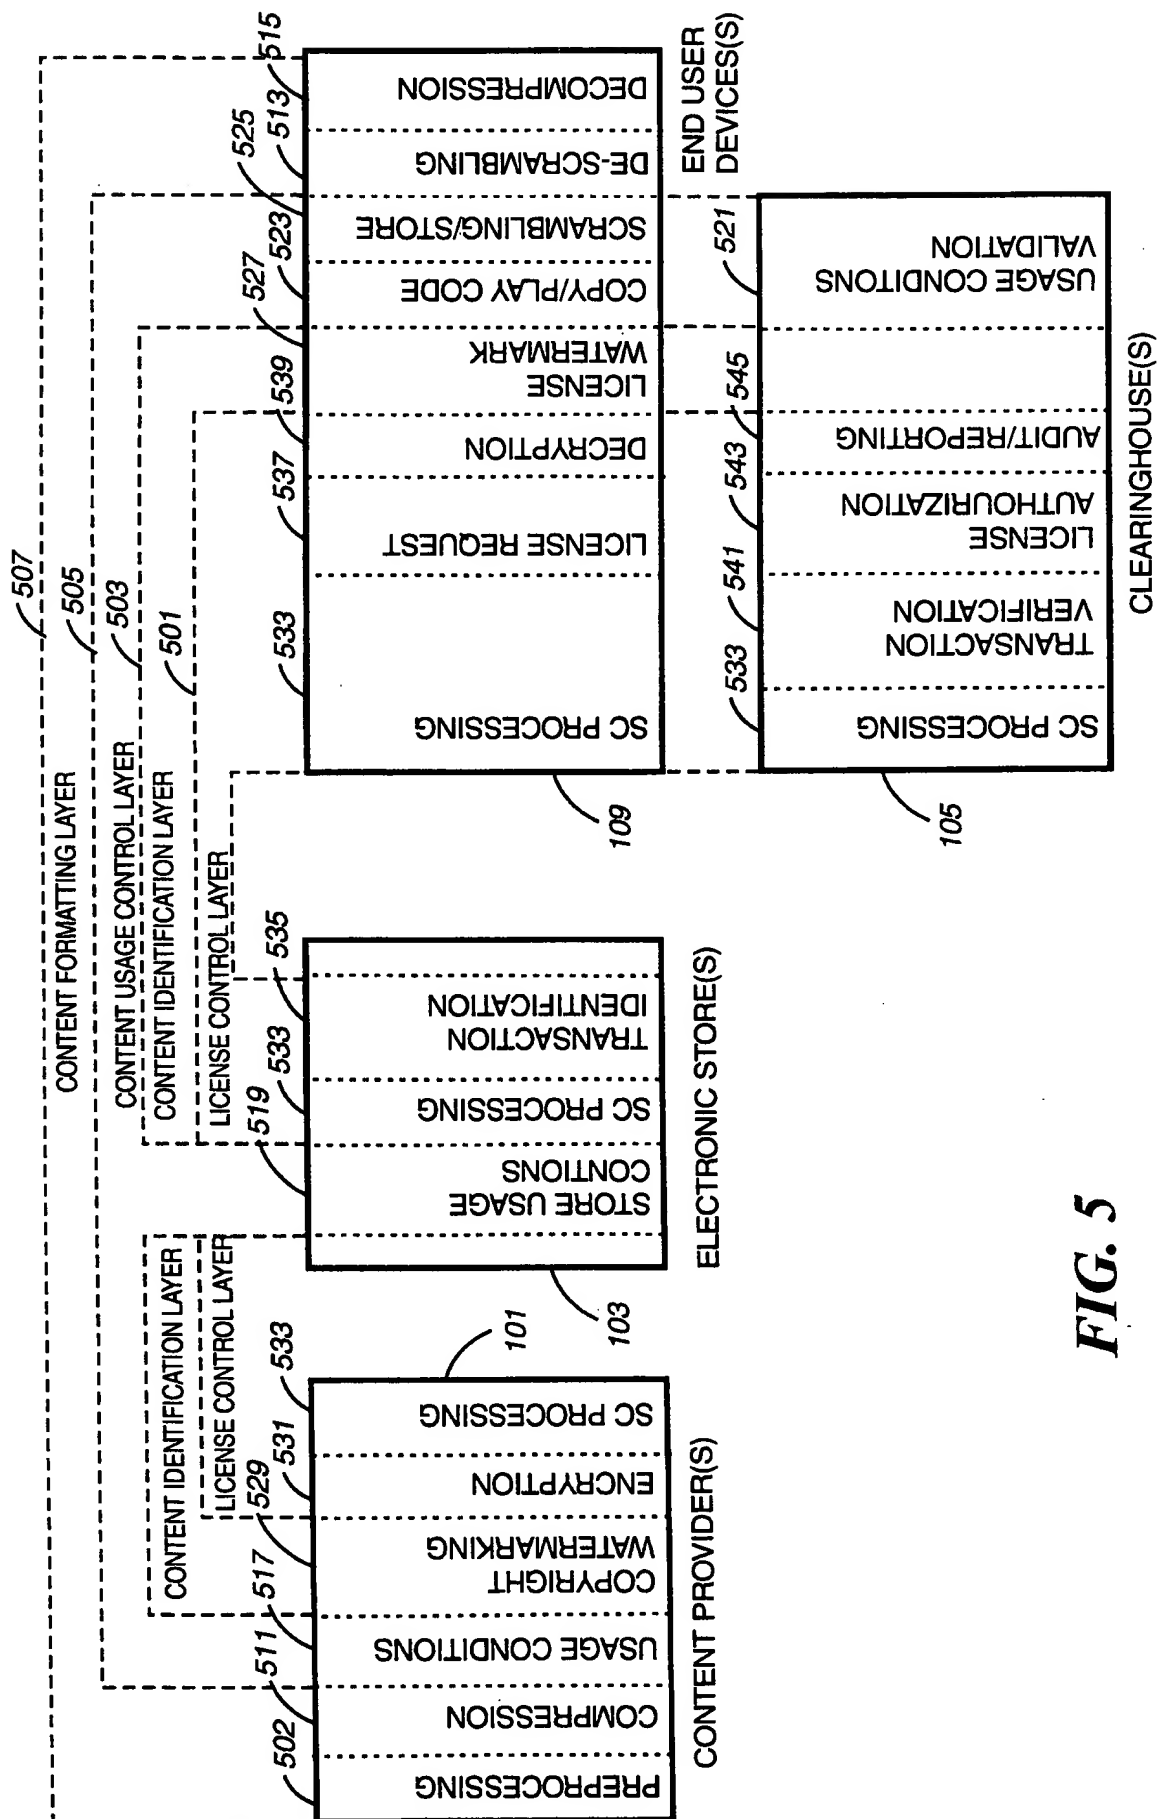 507
CONTENT FORMATTING LAYER
505
CONTENT USAGE CONTROL LAYER
503
CONTENT IDENTIFICATION LAYER
501
LICENSE CONTROL LAYER
CONTENT IDENTIFICATION LAYER
LICENSE CONTROL LAYER
502
511
517
529
531
533
PREPROCESSING
COMPRESSION
USAGE CONDITIONS
COPYRIGHT
WATERMARKING
ENCRYPTION
SC PROCESSING
101
CONTENT PROVIDER(S)
519
533
535
STORE USAGE
CONTIONS
SC PROCESSING
TRANSACTION
IDENTIFICATION
103
ELECTRONIC STORE(S)
533
537
539
527
523
525
513
515
SC PROCESSING
LICENSE REQUEST
DECRYPTION
LICENSE
WATERMARK
COPY/PLAY CODE
SCRAMBLING/STORE
DE-SCRAMBLING
DECOMPRESSION
109
END USER
DEVICES(S)
533
541
543
545
521
SC PROCESSING
TRANSACTION
VERIFICATION
LICENSE
AUTHOURIZATION
AUDIT/REPORTING
USAGE CONDITONS
VALIDATION
105
CLEARINGHOUSE(S)
FIG. 5